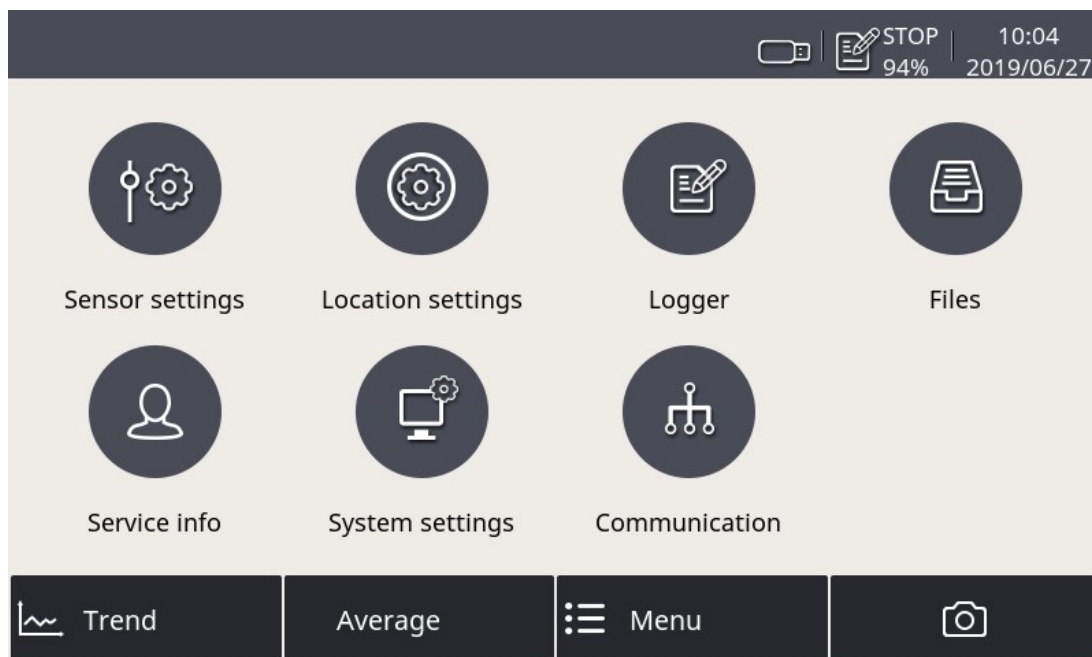 STOP
94%
10:04
2019/06/27
Sensor settings
Location settings
Logger
Files
Service info
System settings
Communication
Trend
Average
Menu